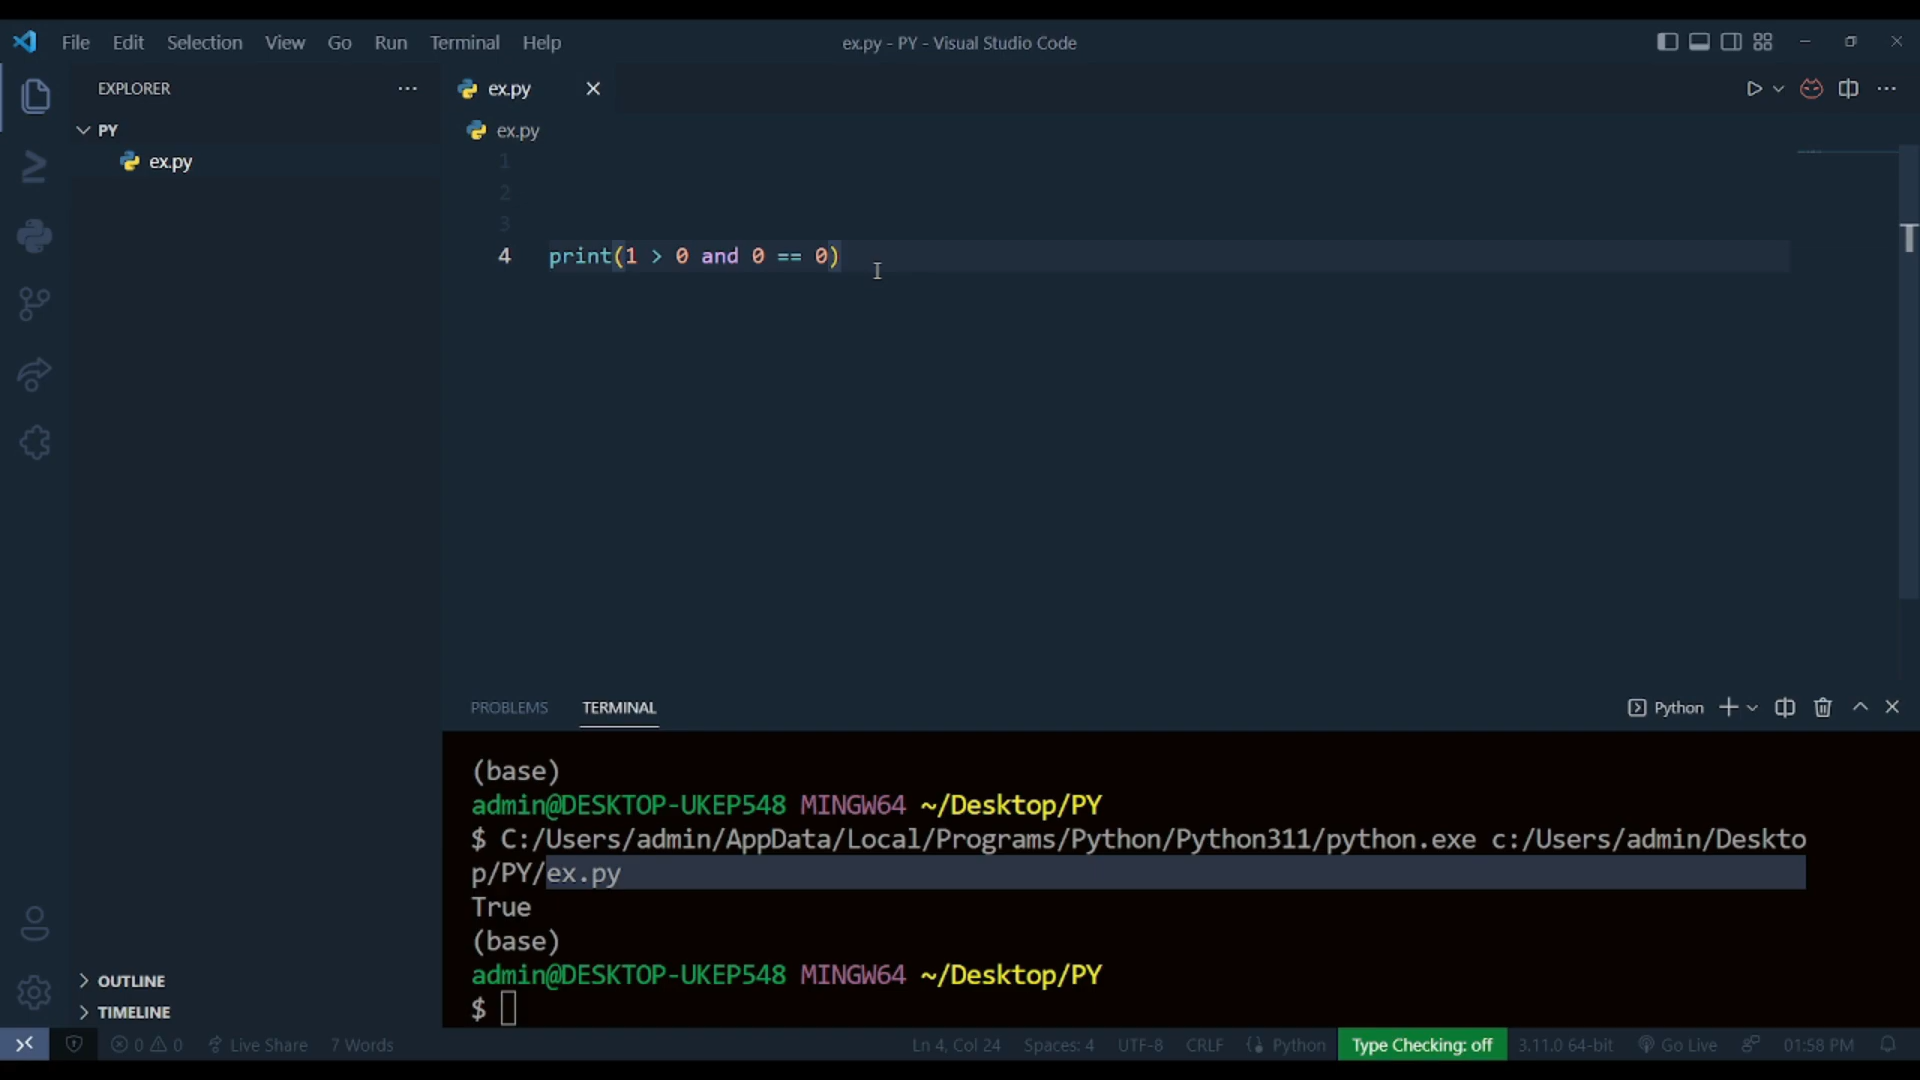 File Edit Selection View Go Run Terminal Help
ex.py - PY - Visual Studio Code
EXPLORER
PY
ex.py
ex.py
ex.py
1
2
3
4 print(1 > 0 and 0 == 0)
PROBLEMS TERMINAL
Python
(base)
admin@DESKTOP-UKEP548 MINGW64 ~/Desktop/PY
$ C:/Users/admin/AppData/Local/Programs/Python/Python311/python.exe c:/Users/admin/Deskto
p/PY/ex.py
True
(base)
admin@DESKTOP-UKEP548 MINGW64 ~/Desktop/PY
$
OUTLINE
TIMELINE
0 0 Live Share 7 Words Ln 4, Col 24 Spaces: 4 UTF-8 CRLF Python Type Checking: off 3.11.0 64-bit Go Live 01:58 PM
T